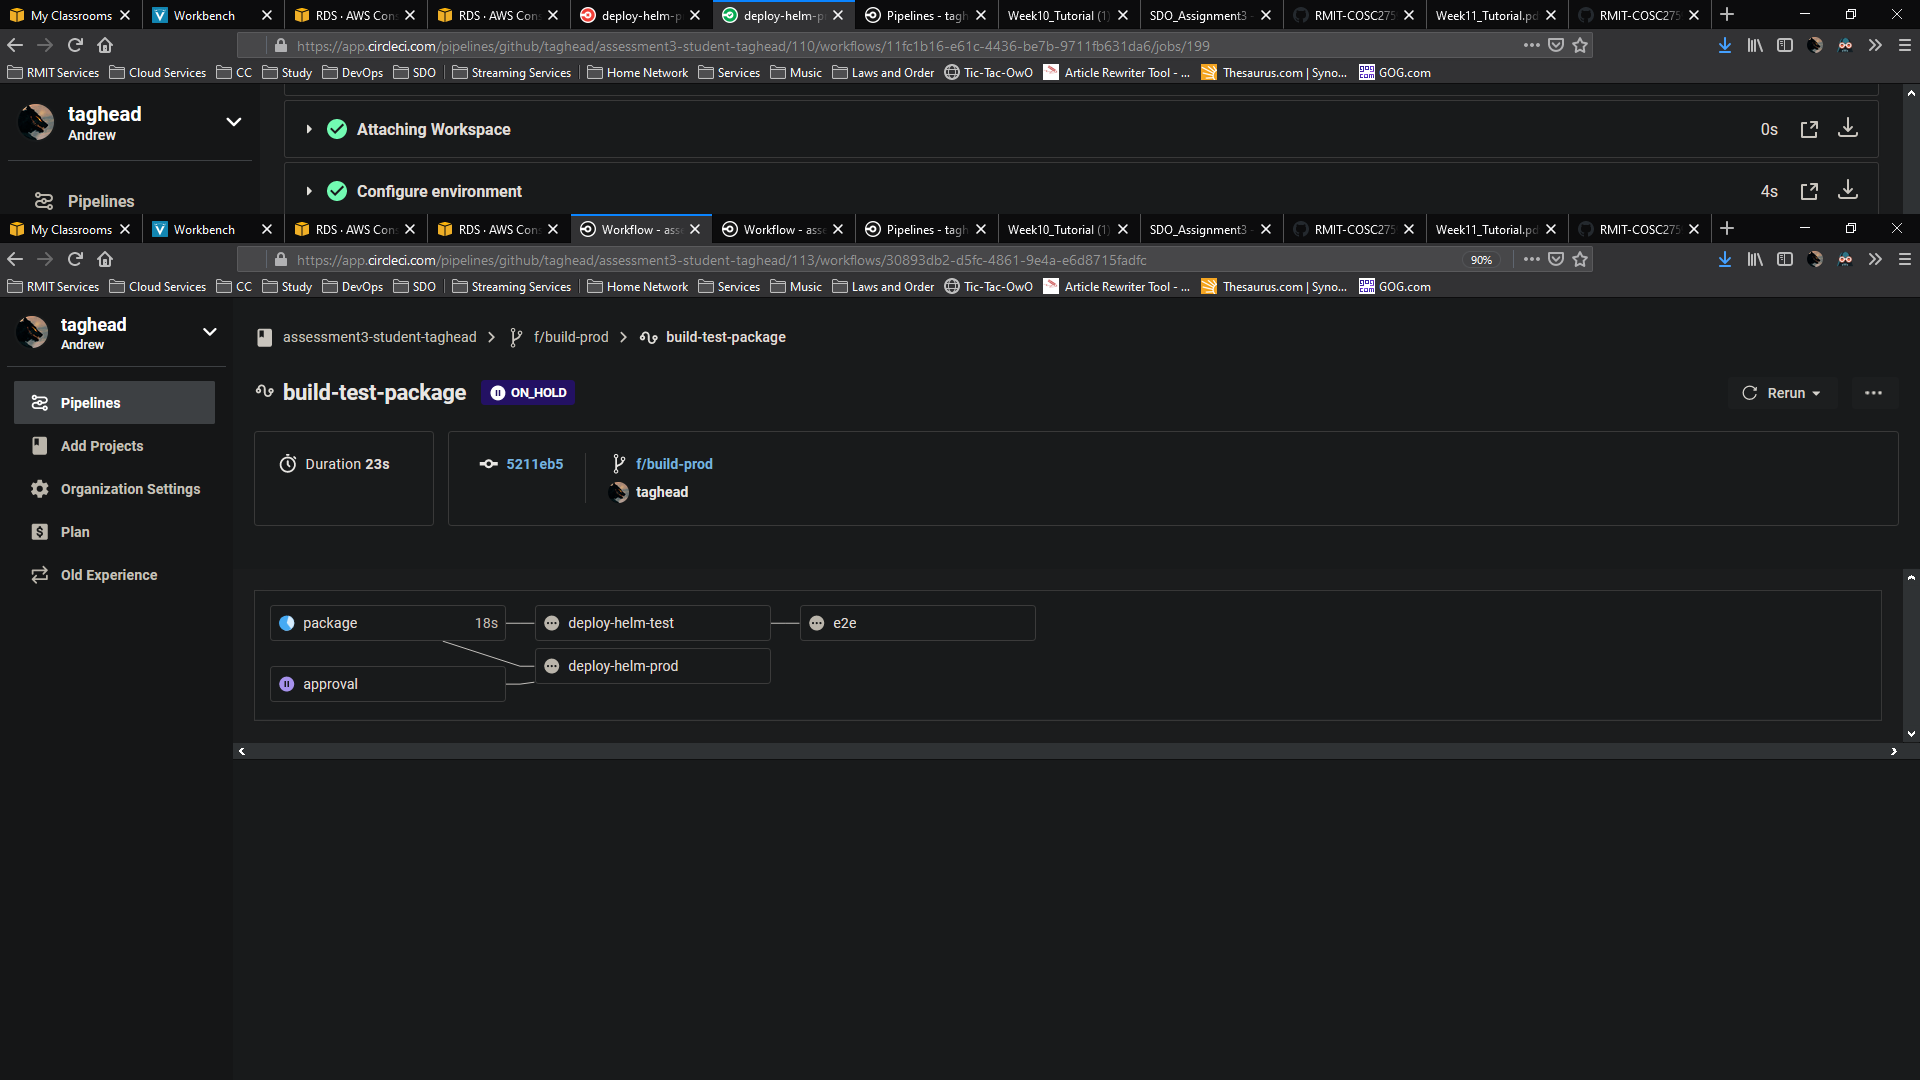 My Classrooms Workbench RDS · AWS Con RDS · AWS Con deploy-helm-p deploy-helm-p Pipelines - tagh Week10_Tutorial (1) SDO_Assignment3 - RMIT-COSC275 Week11_Tutorial.pd RMIT-COSC275
https://app.circleci.com/pipelines/github/taghead/assessment3-student-taghead/110/workflows/11fc1b16-e61c-4436-be7b-9711fb631da6/jobs/199
RMIT Services Cloud Services CC Study DevOps SDO Streaming Services Home Network Services Music Laws and Order Tic-Tac-OwO Article Rewriter Tool - ... Thesaurus.com | Syno... GOG.com
taghead
Andrew
Attaching Workspace 0s
Configure environment 4s
Pipelines
My Classrooms Workbench RDS · AWS Con RDS · AWS Con Workflow - asse Workflow - asse Pipelines - tagh Week10_Tutorial (1) SDO_Assignment3 - RMIT-COSC275 Week11_Tutorial.pd RMIT-COSC275
https://app.circleci.com/pipelines/github/taghead/assessment3-student-taghead/113/workflows/30893db2-d5fc-4861-9e4a-e6d8715fadfc 90%
RMIT Services Cloud Services CC Study DevOps SDO Streaming Services Home Network Services Music Laws and Order Tic-Tac-OwO Article Rewriter Tool - ... Thesaurus.com | Syno... GOG.com
taghead
Andrew
assessment3-student-taghead f/build-prod build-test-package
build-test-package ON_HOLD Rerun
Pipelines
Add Projects
Organization Settings
Plan
Old Experience
Duration 23s
5211eb5 f/build-prod
taghead
package 18s deploy-helm-test e2e
deploy-helm-prod
approval